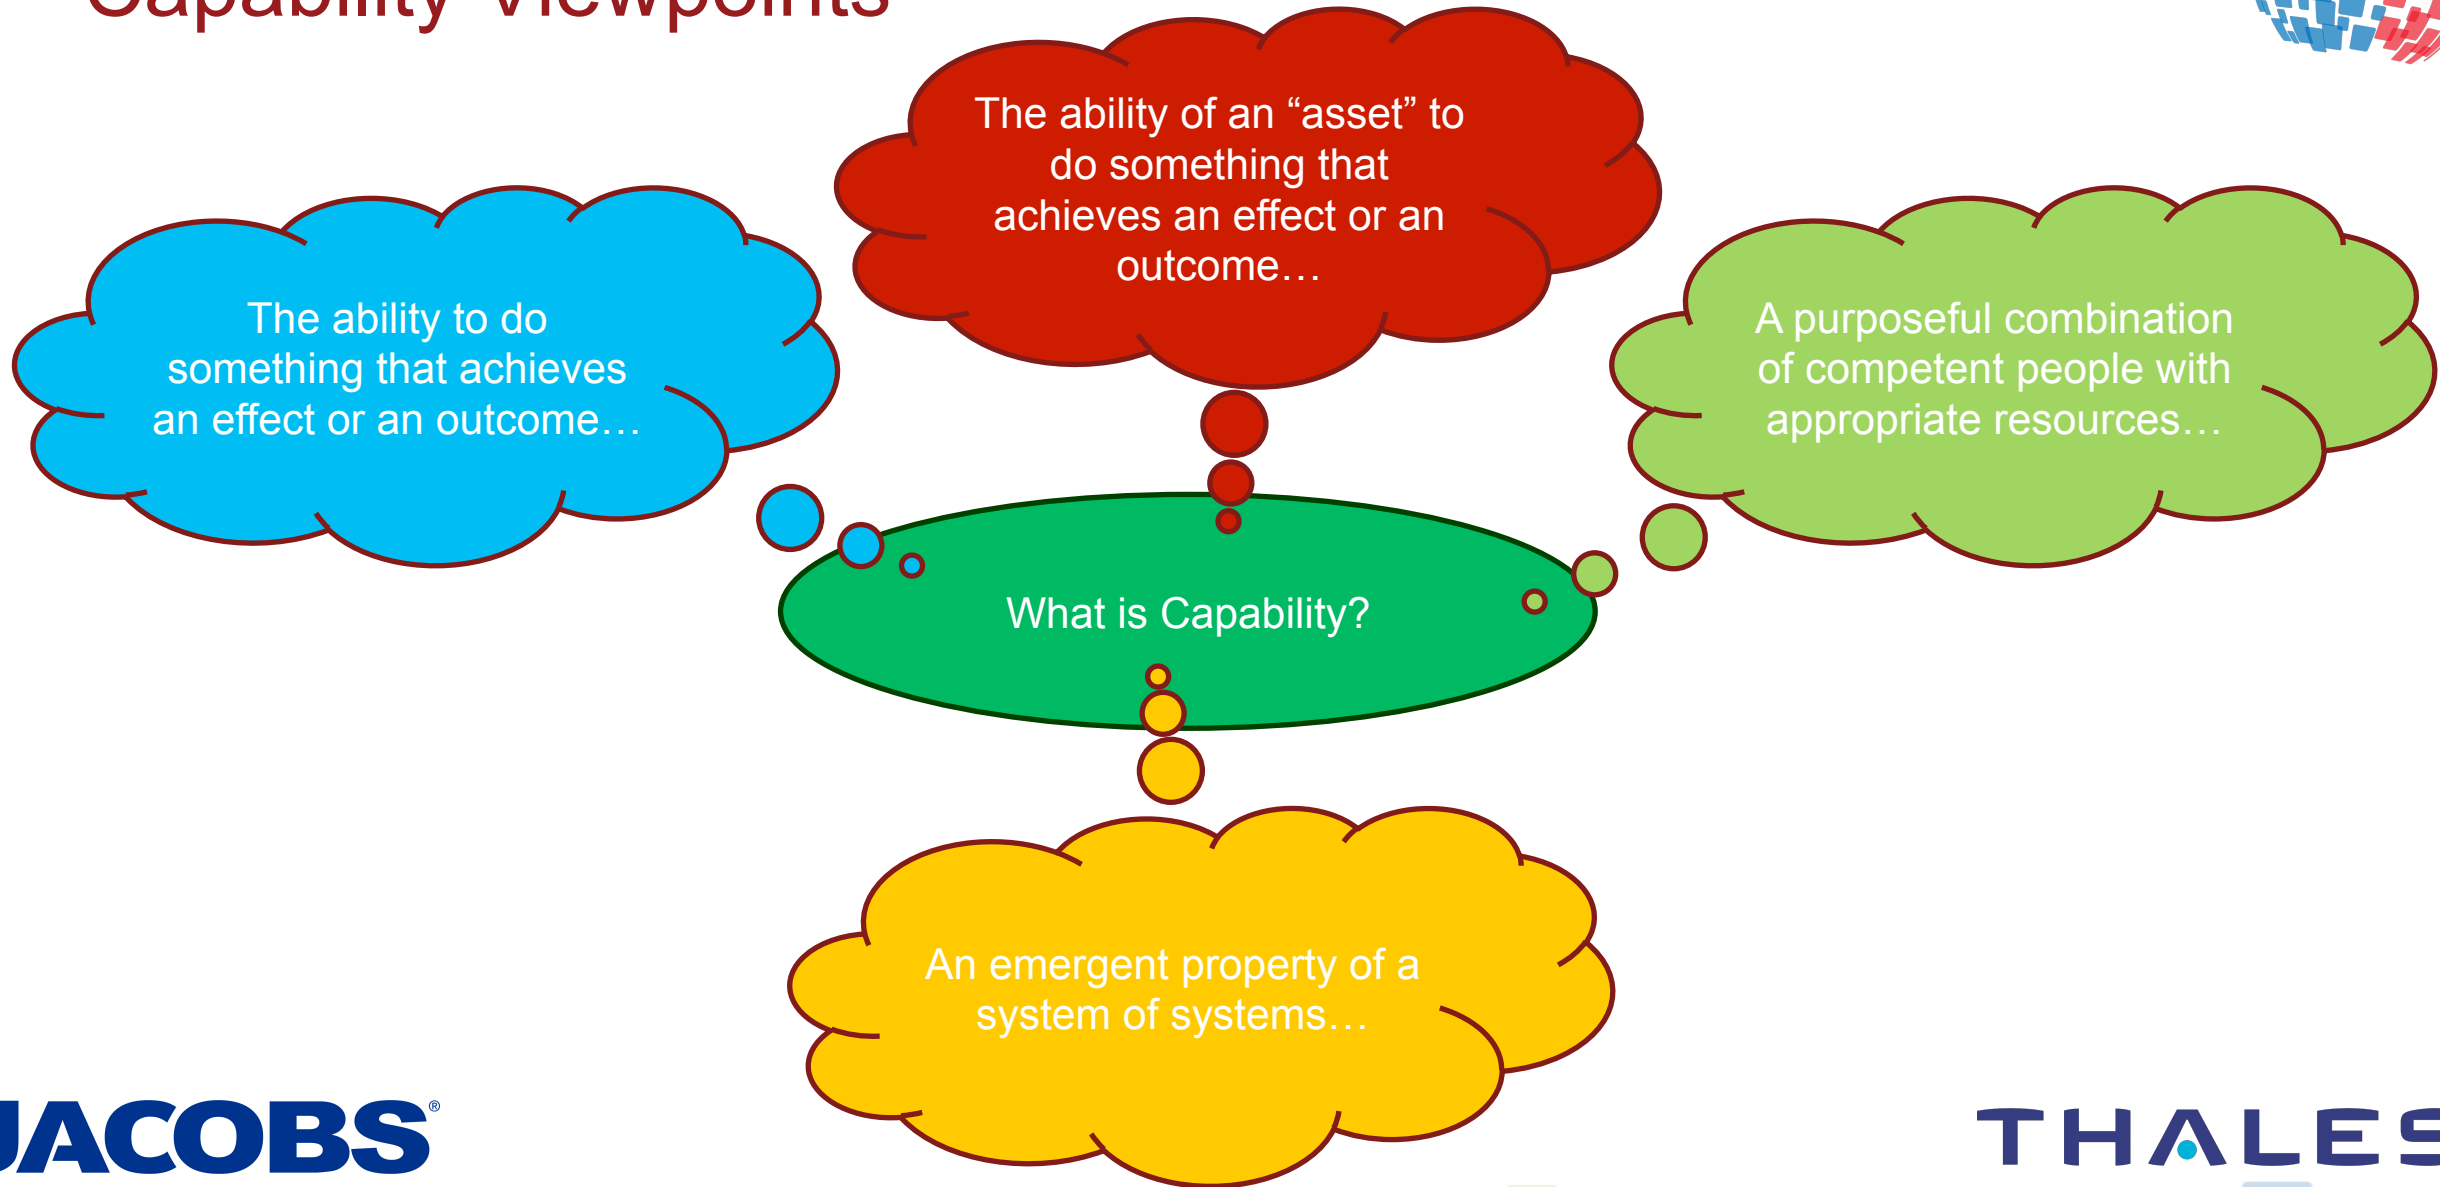 Capability Viewpoints
The ability of an “asset” to
do something that
achieves an effect or an
outcome…
The ability to do
something that achieves
an effect or an outcome…
A purposeful combination
of competent people with
appropriate resources…
What is Capability?
An emergent property of a
system of systems…
JACOBS®
THALES